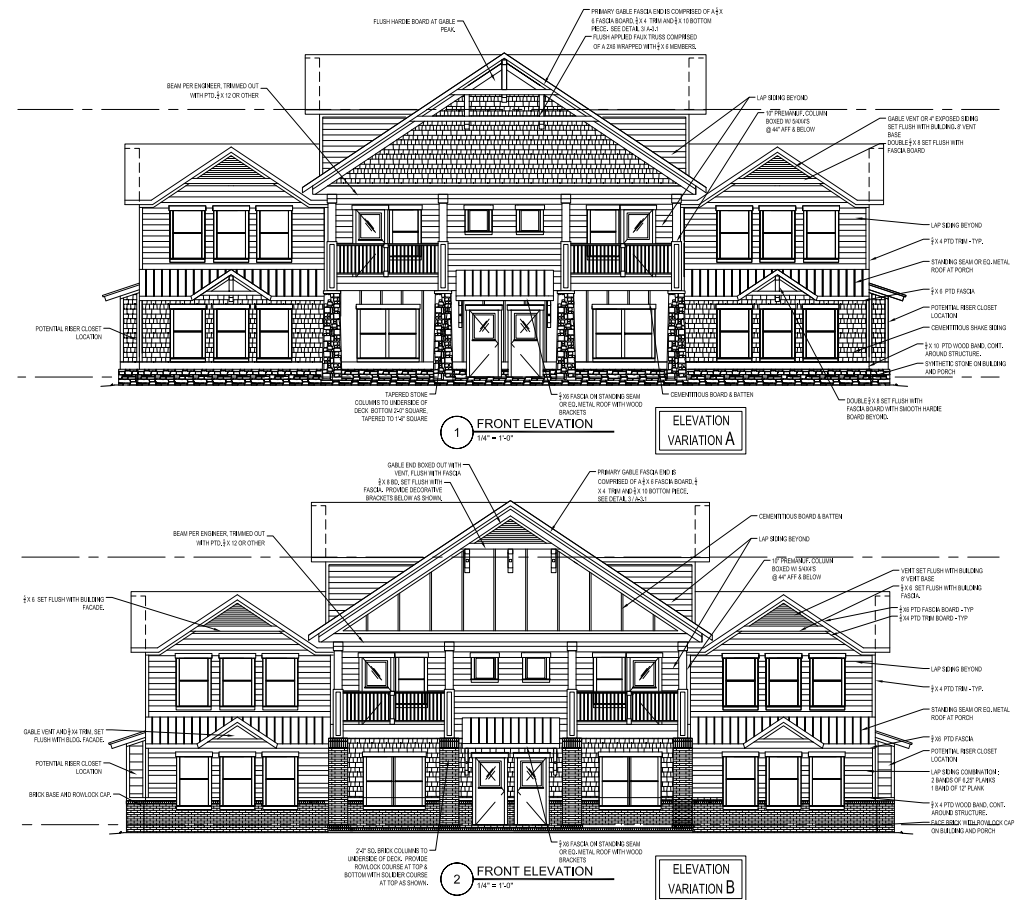 FLUSH HARDIE BOARD AT GABLE
PEAK.
PRIMARY GABLE FASCIA END IS COMPRISED OF A X
6 FASCIA BOARD, X 4 TRIM AND X 10 BOTTOM
PIECE. SEE DETAIL 3/ A-3.1
FLUSH APPLIED FAUX TRUSS COMPRISED
OF A 2X6 WRAPPED WITH X 6 MEMBERS.
BEAM PER ENGINEER, TRIMMED OUT
WITH PTD. X 12 OR OTHER
LAP SIDING BEYOND
10" PREMANUF. COLUMN
BOXED W/ 5/4X4'S
@ 44" AFF & BELOW
GABLE VENT OR 4" EXPOSED SIDING
SET FLUSH WITH BUILDING. 8' VENT
BASE
DOUBLE X 8 SET FLUSH WITH
FASCIA BOARD
LAP SIDING BEYOND
X 4 PTD TRIM - TYP.
STANDING SEAM OR EQ. METAL
ROOF AT PORCH
X 6 PTD FASCIA
POTENTIAL RISER CLOSET
LOCATION
CEMENTITIOUS SHAKE SIDING
X 10 PTD WOOD BAND, CONT.
AROUND STRUCTURE.
SYNTHETIC STONE ON BUILDING
AND PORCH
POTENTIAL RISER CLOSET
LOCATION
TAPERED STONE
COLUMNS TO UNDERSIDE OF
DECK. BOTTOM 2'-0" SQUARE,
TAPERED TO 1'-6" SQUARE
X6 FASCIA ON STANDING SEAM
OR EQ. METAL ROOF WITH WOOD
BRACKETS
CEMENTITIOUS BOARD & BATTEN
DOUBLE X 8 SET FLUSH WITH
FASCIA BOARD WITH SMOOTH HARDIE
BOARD BEYOND.
1
FRONT ELEVATION
1/4" = 1'-0"
ELEVATION
VARIATION A
GABLE END BOXED OUT WITH
VENT, FLUSH WITH FASCIA
X 8 BD. SET FLUSH WITH
FASCIA. PROVIDE DECORATIVE
BRACKETS BELOW AS SHOWN.
PRIMARY GABLE FASCIA END IS
COMPRISED OF A X 6 FASCIA BOARD,
X 4 TRIM AND X 10 BOTTOM PIECE.
SEE DETAIL 3 / A-3.1
BEAM PER ENGINEER, TRIMMED OUT
WITH PTD. X 12 OR OTHER
CEMENTITIOUS BOARD & BATTEN
LAP SIDING BEYOND
10" PREMANUF. COLUMN
BOXED W/ 5/4X4'S
@ 44" AFF & BELOW
X 6 SET FLUSH WITH BUILDING
FACADE.
VENT SET FLUSH WITH BUILDING
8' VENT BASE
X 6 SET FLUSH WITH BUILDING
FASCIA.
X6 PTD FASCIA BOARD - TYP
X4 PTD TRIM BOARD - TYP
LAP SIDING BEYOND
X 4 PTD TRIM - TYP.
STANDING SEAM OR EQ. METAL
ROOF AT PORCH
X6 PTD FASCIA
POTENTIAL RISER CLOSET
LOCATION
LAP SIDING COMBINATION :
2 BANDS OF 6.25" PLANKS
1 BAND OF 12" PLANK
X 4 PTD WOOD BAND, CONT.
AROUND STRUCTURE.
FACE BRICK WITH ROWLOCK CAP
ON BUILDING AND PORCH
GABLE VENT AND X4 TRIM, SET
FLUSH WITH BLDG. FACADE.
POTENTIAL RISER CLOSET
LOCATION
BRICK BASE AND ROWLOCK CAP.
2'-0" SQ. BRICK COLUMNS TO
UNDERSIDE OF DECK. PROVIDE
ROWLOCK COURSE AT TOP &
BOTTOM WITH SOLIDIER COURSE
AT TOP AS SHOWN.
X6 FASCIA ON STANDING SEAM
OR EQ. METAL ROOF WITH WOOD
BRACKETS
2
FRONT ELEVATION
1/4" = 1'-0"
ELEVATION
VARIATION B